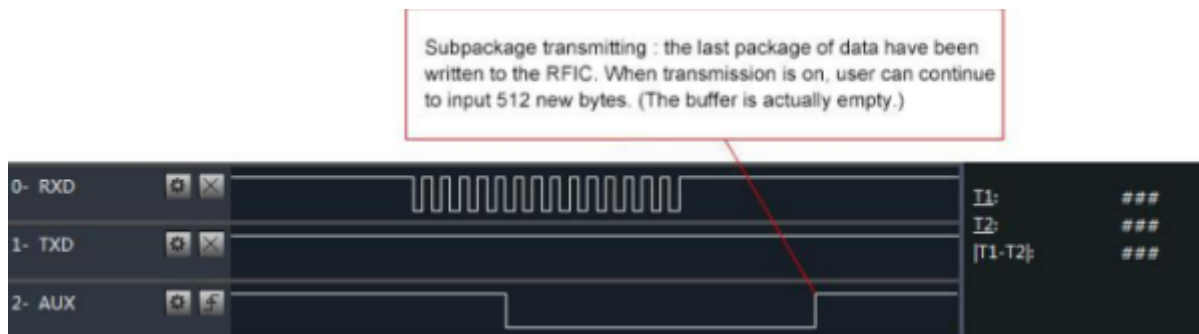 Subpackage transmitting : the last package of data have been
written to the RFIC. When transmission is on, user can continue
to input 512 new bytes. (The buffer is actually empty.)
0- RXD
T1: ###
1- TXD
T2: ###
|T1-T2|: ###
2- AUX